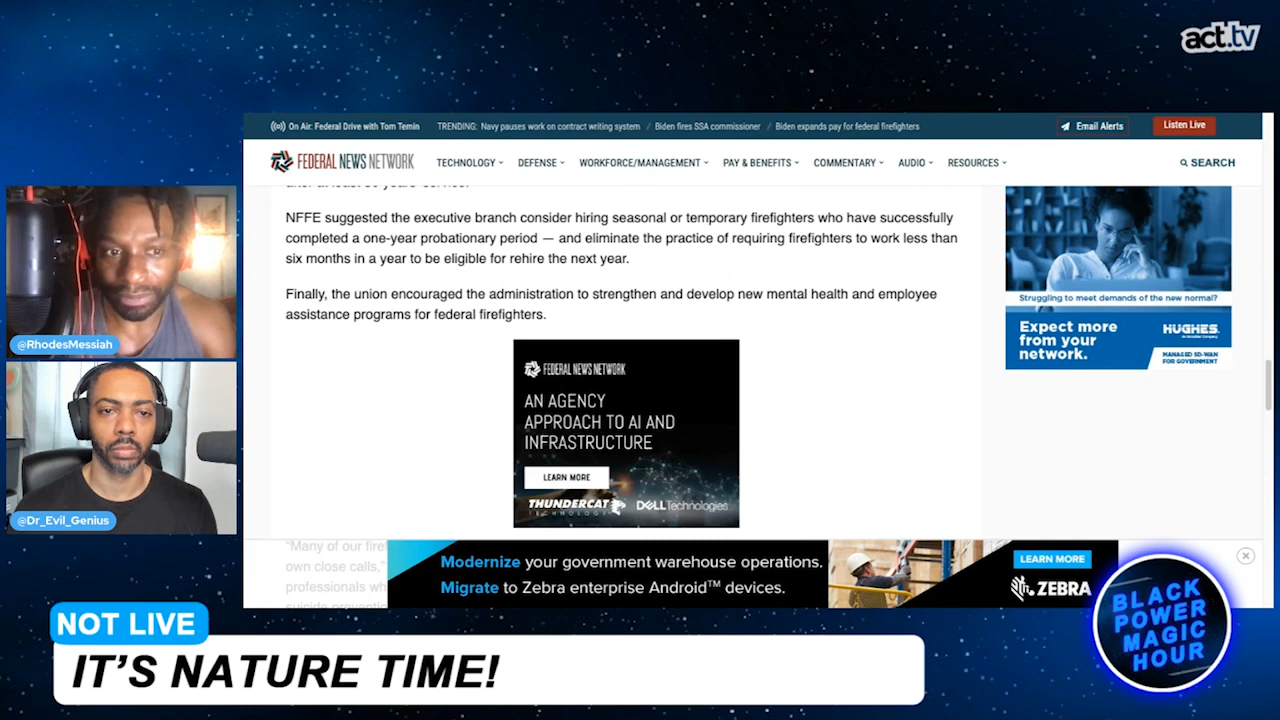 act.tv
On Air: Federal Drive with Tom Temin
TRENDING: Navy pauses work on contract writing system / Biden fires SSA commissioner / Biden expands pay for federal firefighters
Email Alerts
Listen Live
FEDERAL NEWS NETWORK
TECHNOLOGY DEFENSE WORKFORCE/MANAGEMENT PAY & BENEFITS COMMENTARY AUDIO RESOURCES
SEARCH
NFFE suggested the executive branch consider hiring seasonal or temporary firefighters who have successfully
completed a one-year probationary period — and eliminate the practice of requiring firefighters to work less than
six months in a year to be eligible for rehire the next year.
Finally, the union encouraged the administration to strengthen and develop new mental health and employee
assistance programs for federal firefighters.
Struggling to meet demands of the new normal?
Expect more
from your
network.
HUGHES
MANAGED SD-WAN
FOR GOVERNMENT
@RhodesMessiah
@Dr_Evil_Genius
FEDERAL NEWS NETWORK
AN AGENCY
APPROACH TO AI AND
INFRASTRUCTURE
LEARN MORE
THUNDERCAT
TECHNOLOGY
DELL Technologies
"Many of our
own close calls,"
professionals
Modernize your government warehouse operations.
Migrate to Zebra enterprise Android™ devices.
LEARN MORE
ZEBRA
BLACK
POWER
MAGIC
HOUR
NOT LIVE
IT'S NATURE TIME!